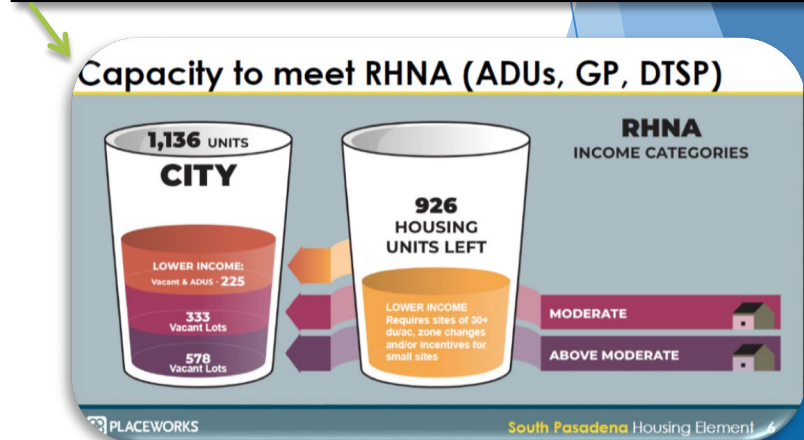 Capacity to meet RHNA (ADUs, GP, DTSP)
1,136 UNITS
CITY
LOWER INCOME:
Vacant & ADUS - 225
333
Vacant Lots
578
Vacant Lots
926
HOUSING
UNITS LEFT
LOWER INCOME
Requires sites of 30+
du/ac, zone changes
and/or incentives for
small sites
RHNA
INCOME CATEGORIES
MODERATE
ABOVE MODERATE
PLACEWORKS
South Pasadena Housing Element 6